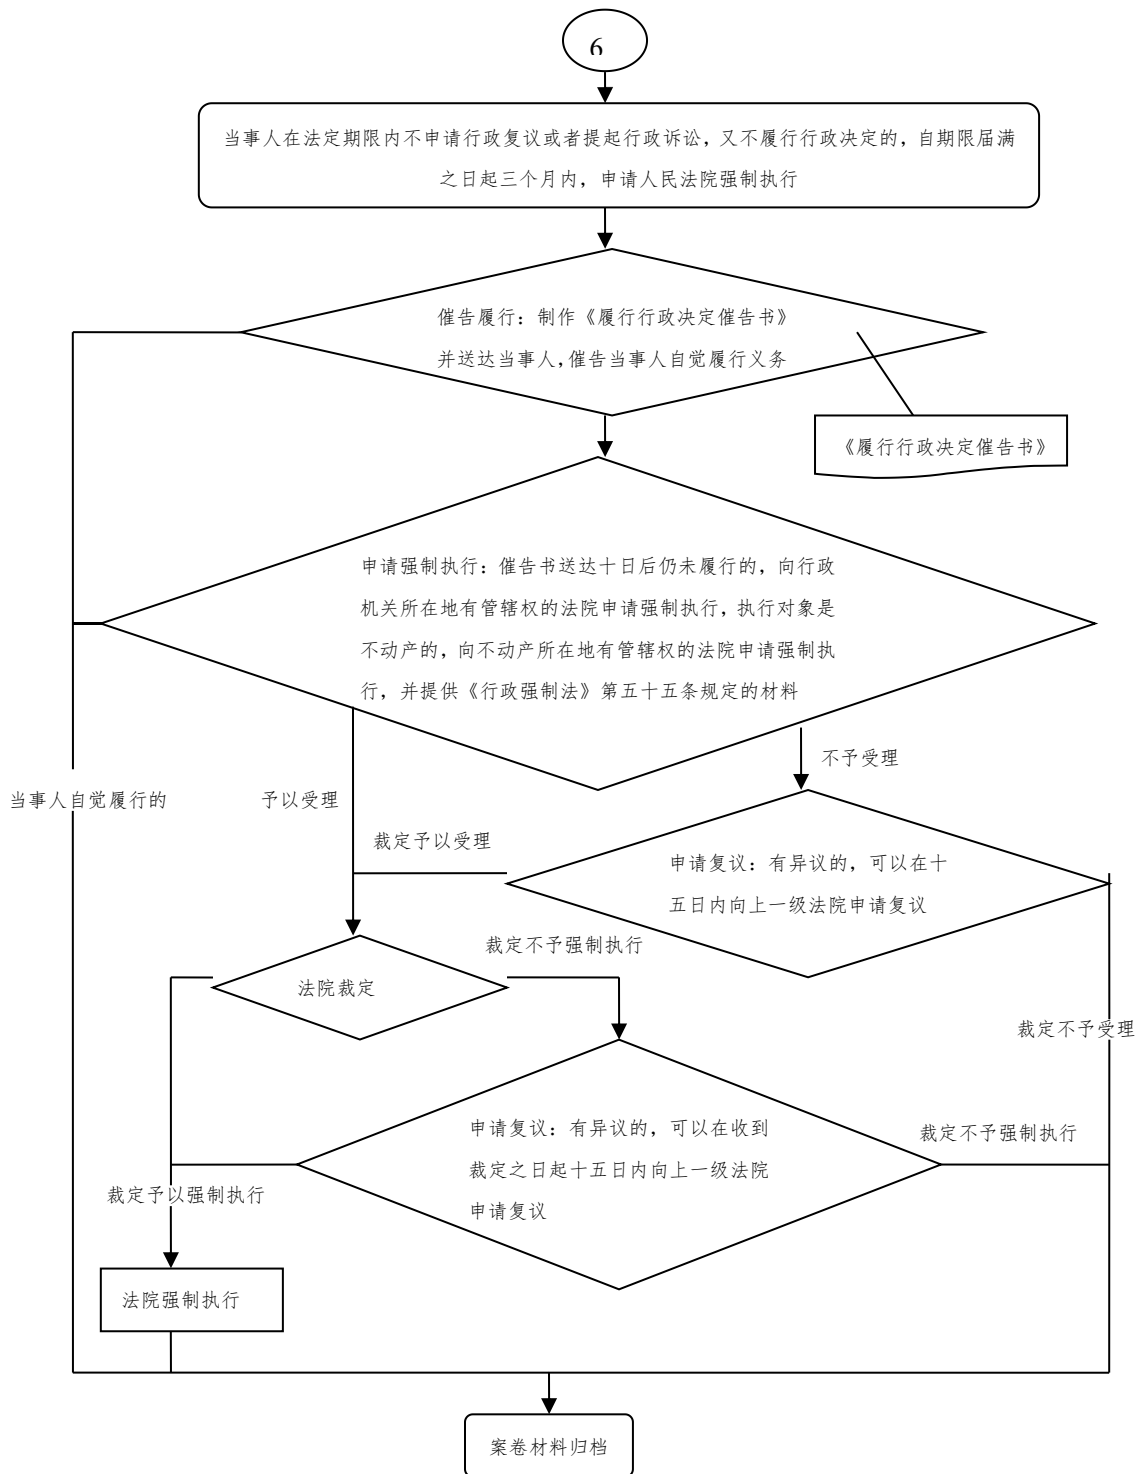 6
当事人在法定期限内不申请行政复议或者提起行政诉讼，又不履行行政决定的，自期限届满
之日起三个月内，申请人民法院强制执行
催告履行：制作《履行行政决定催告书》
并送达当事人，催告当事人自觉履行义务
《履行行政决定催告书》
申请强制执行：催告书送达十日后仍未履行的，向行政
机关所在地有管辖权的法院申请强制执行，执行对象是
不动产的，向不动产所在地有管辖权的法院申请强制执
行，并提供《行政强制法》第五十五条规定的材料
不予受理
当事人自觉履行的
予以受理
裁定予以受理
申请复议：有异议的，可以在十
五日内向上一级法院申请复议
裁定不予强制执行
法院裁定
裁定不予受理
申请复议：有异议的，可以在收到
裁定之日起十五日内向上一级法院
申请复议
裁定不予强制执行
裁定予以强制执行
法院强制执行
案卷材料归档